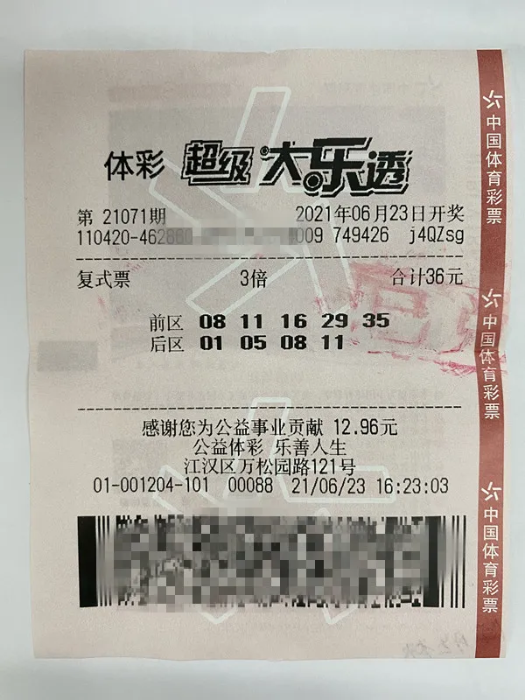 体彩 超级大乐透
第 21071期 2021年06月23日开奖
110420-462860 009 749426 j4QZsg
复式票 3倍 合计36元
前区 08 11 16 29 35
后区 01 05 08 11
感谢您为公益事业贡献 12.96元
公益体彩 乐善人生
江汉区万松园路121号
01-001204-101 00088 21/06/23 16:23:03
中国体育彩票
中国体育彩票
中国体育彩票